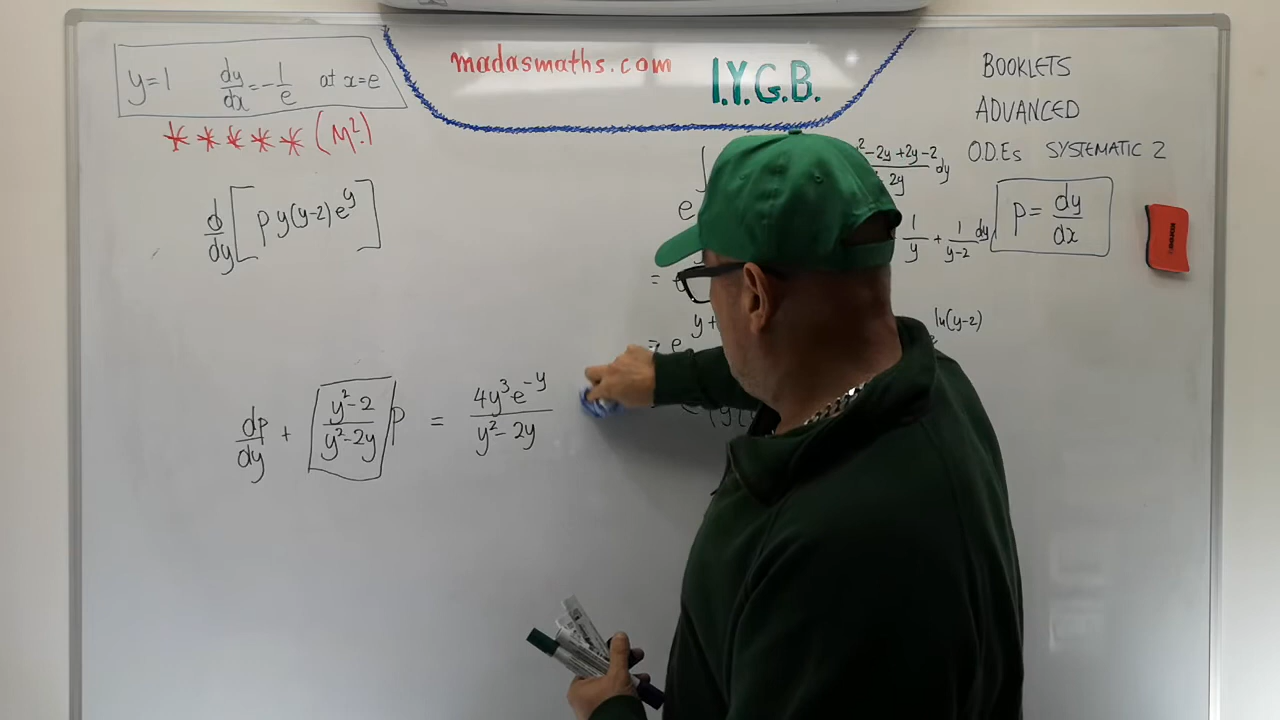 y=1 dy/dx = -1/e at x=e
***** (M²)
madasmaths.com
I.Y.G.B.
BOOKLETS
ADVANCED
O.D.Es SYSTEMATIC 2
P = dy/dx
d/dy [ p y(y-2) e^y ]
-2y+2y-2
2y dy
1/y + 1/(y-2) dy
ln(y-2)
dp/dy + (y²-2)/(y²-2y) p = 4y³e^-y/(y²-2y)